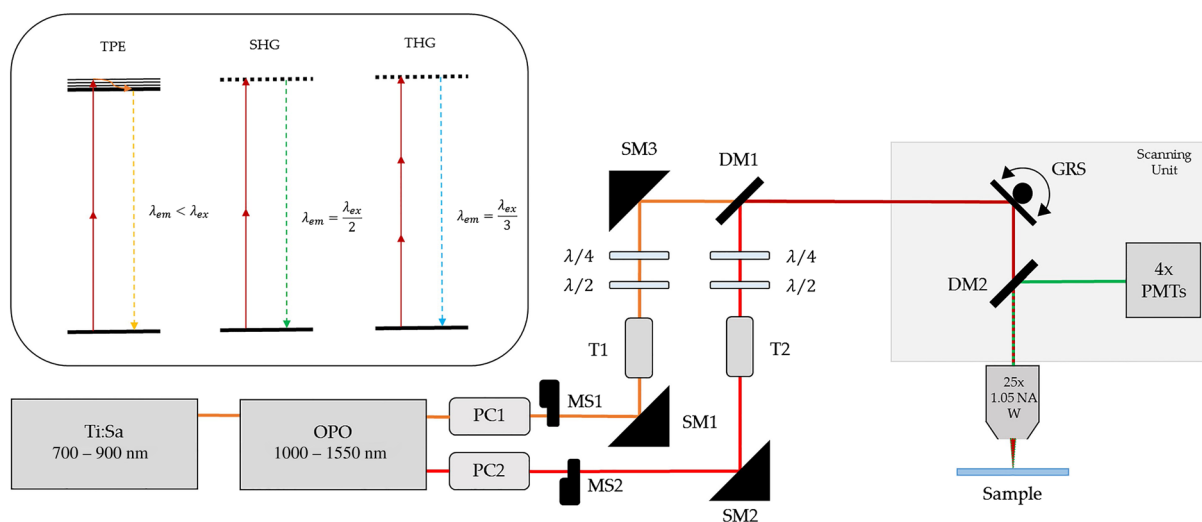 TPE
SHG
THG
λem < λex
λem = λex/2
λem = λex/3
SM3
DM1
GRS
Scanning
Unit
λ/4
λ/2
λ/4
λ/2
DM2
4x
PMTs
T1
T2
25x
1.05 NA
W
MS1
Ti:Sa
700 – 900 nm
OPO
1000 – 1550 nm
PC1
SM1
PC2
MS2
SM2
Sample